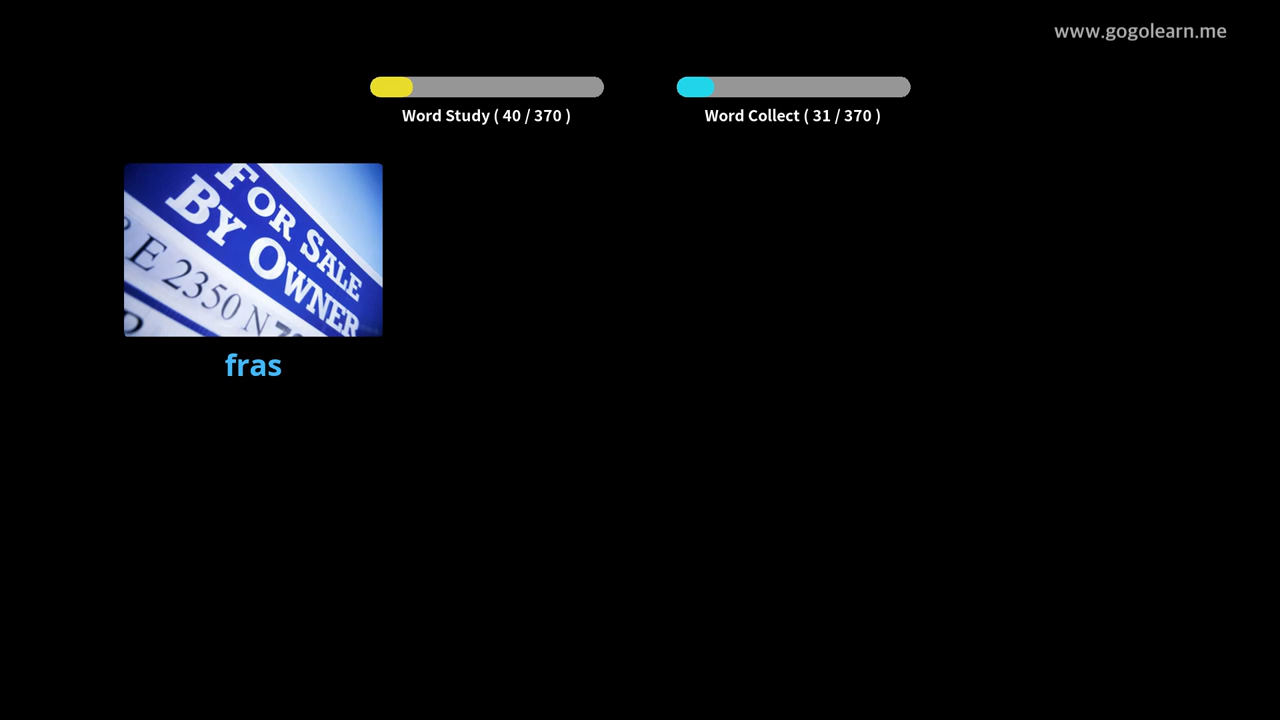 www.gogolearn.me
Word Study ( 40 / 370 )
Word Collect ( 31 / 370 )
FOR SALE
BY OWNER
E 2350 N
fras